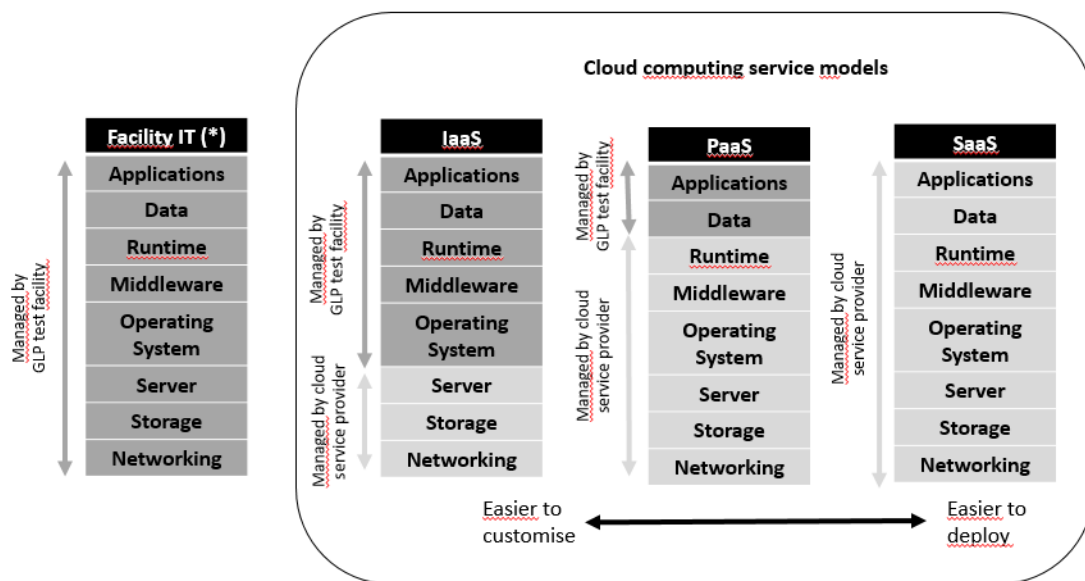 Cloud computing service models
Facility IT (*)
Managed by
GLP test facility
Applications
Data
Runtime
Middleware
Operating
System
Server
Storage
Networking
IaaS
Managed by
GLP test facility
Managed by cloud
service provider
Applications
Data
Runtime
Middleware
Operating
System
Server
Storage
Networking
PaaS
Managed by
GLP test facility
Managed by cloud
service provider
Applications
Data
Runtime
Middleware
Operating
System
Server
Storage
Networking
SaaS
Managed by cloud
service provider
Applications
Data
Runtime
Middleware
Operating
System
Server
Storage
Networking
Easier to
customise
Easier to
deploy